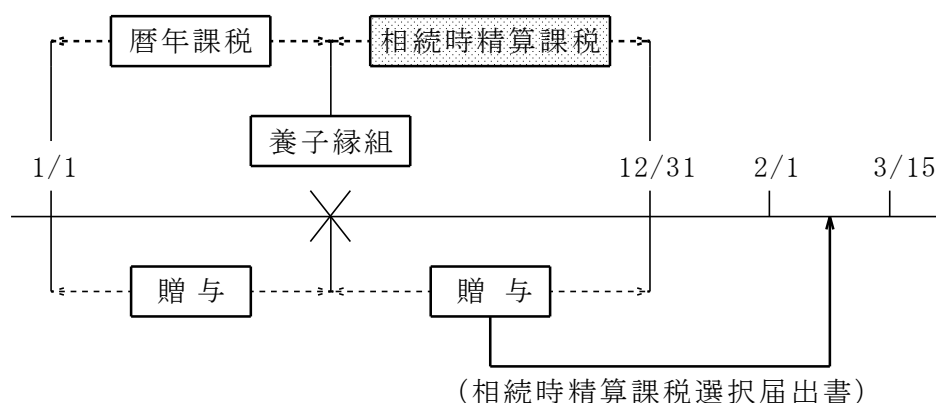 暦年課税
相続時精算課税
養子縁組
1/1
12/31
2/1
3/15
贈与
贈与
(相続時精算課税選択届出書)